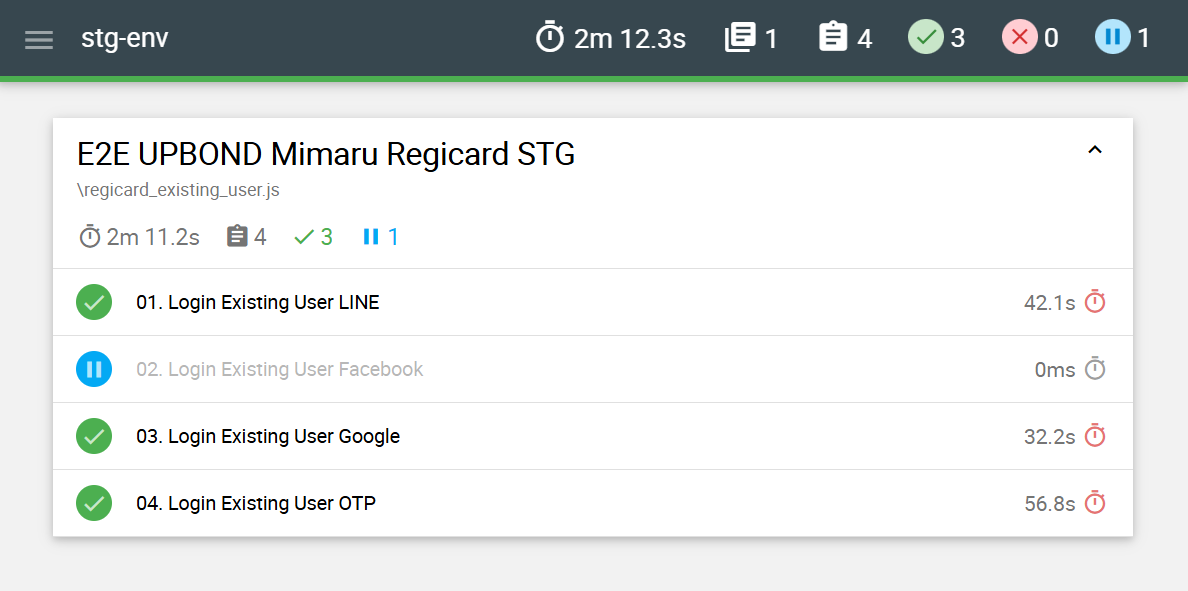 stg-env 2m 12.3s 1 4 3 0 1
E2E UPBOND Mimaru Regicard STG
\regicard_existing_user.js
2m 11.2s 4 3 1
01. Login Existing User LINE 42.1s
02. Login Existing User Facebook 0ms
03. Login Existing User Google 32.2s
04. Login Existing User OTP 56.8s